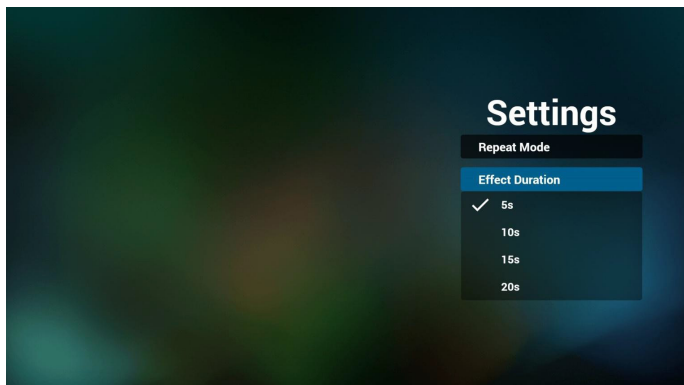 Settings
Repeat Mode
Effect Duration
5s
10s
15s
20s